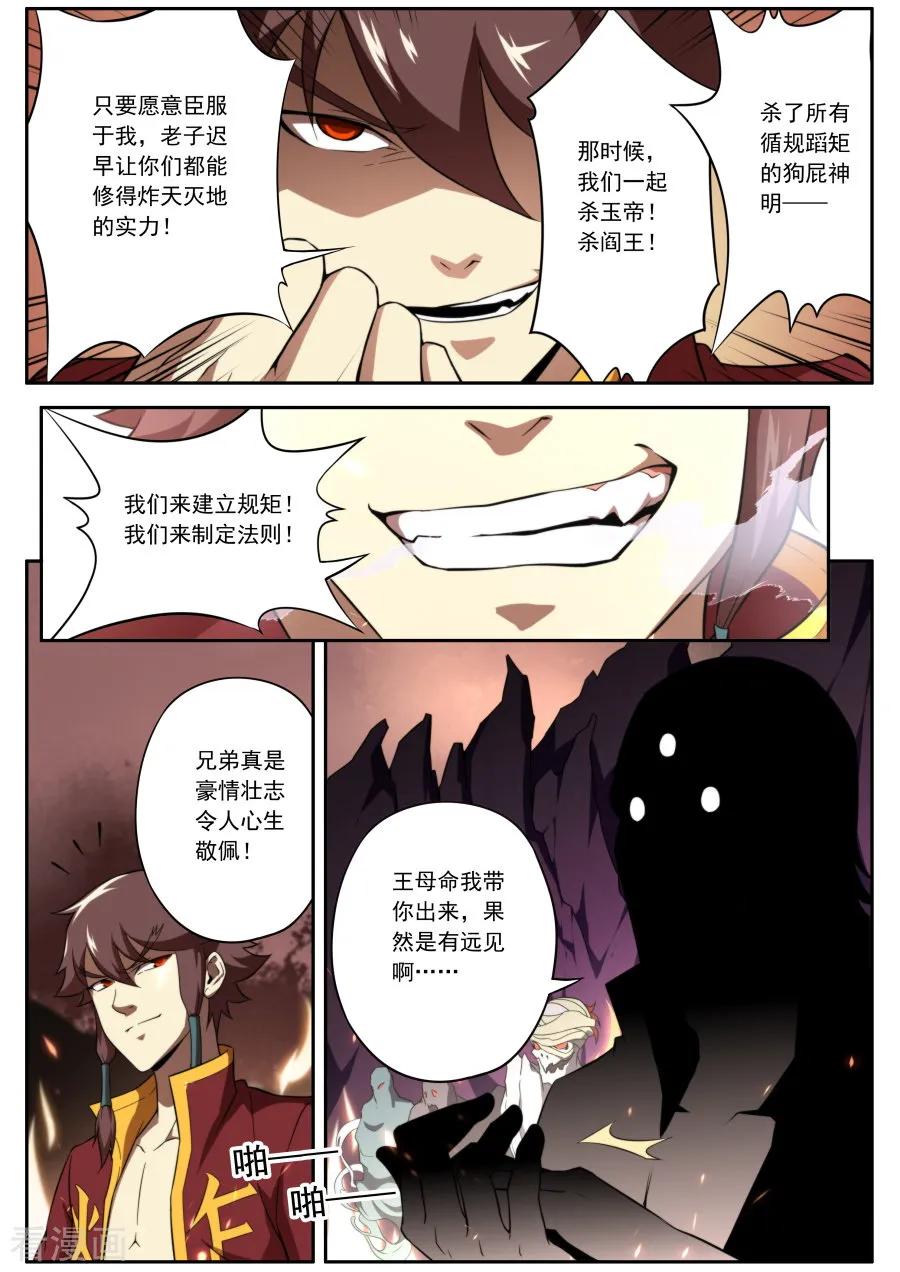 只要愿意臣服
于我，老子迟
早让你们都能
修得炸天灭地
的实力！
那时候，
我们一起
杀玉帝！
杀阎王！
杀了所有
循规蹈矩
的狗屁神
明——
我们来建立规矩！
我们来制定法则！
兄弟真是
豪情壮志
令人心生
敬佩！
王母命我带
你出来，果
然是有远见
啊……
啪——
啪——
炸
看漫画